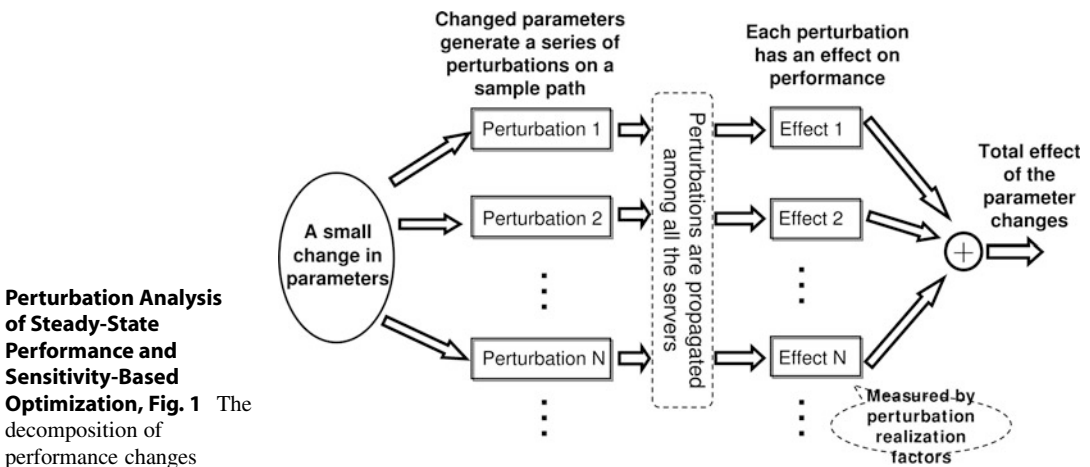 Changed parameters
generate a series of
perturbations on a
sample path
Each perturbation
has an effect on
performance
A small
change in
parameters
Perturbation 1
Perturbation 2
Perturbation N
Perturbations are propagated
among all the servers
Effect 1
Effect 2
Effect N
Measured by
perturbation
realization
factors
+
Total effect
of the
parameter
changes
Perturbation Analysis
of Steady-State
Performance and
Sensitivity-Based
Optimization, Fig. 1 The
decomposition of
performance changes